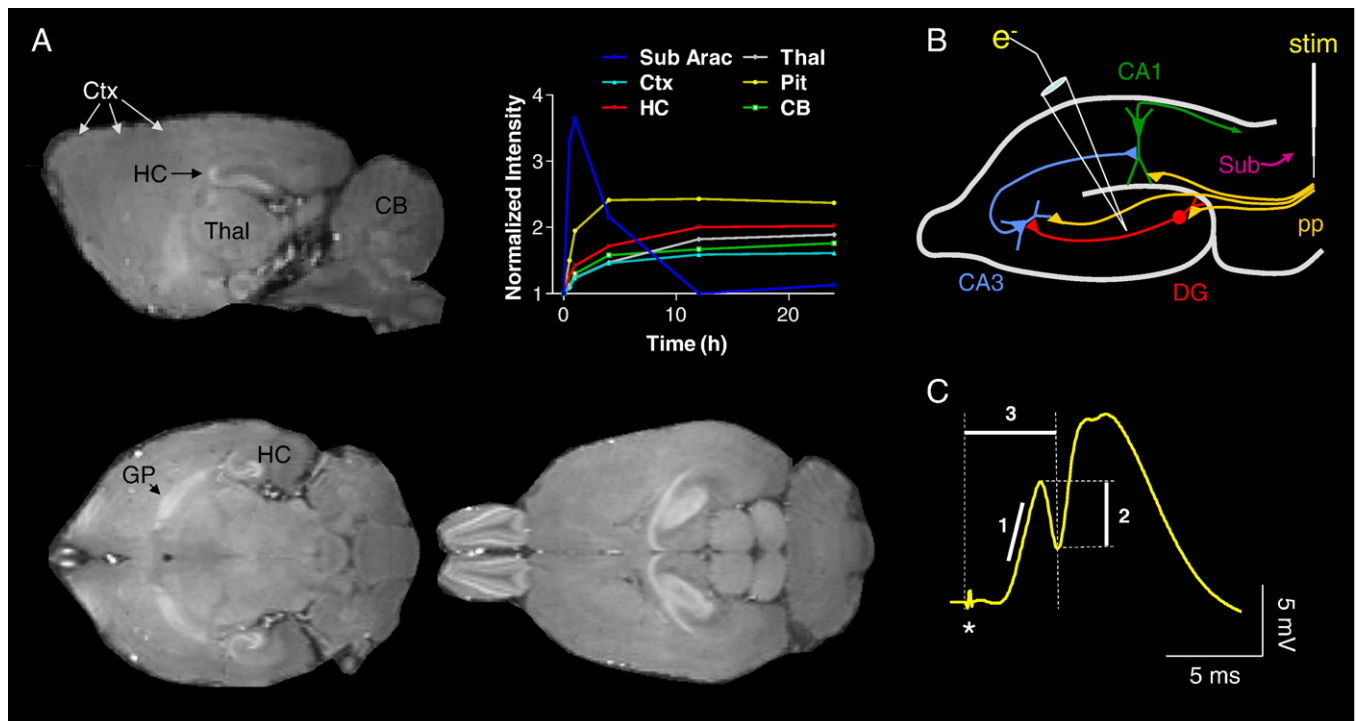 A
Ctx
HC
Thal
CB
Sub Arac
Thal
Ctx
Pit
HC
CB
Normalized Intensity
4
3
2
1
0
10
20
Time (h)
B
e-
stim
CA1
Sub
pp
CA3
DG
GP
HC
C
3
1
2
*
5 mV
5 ms